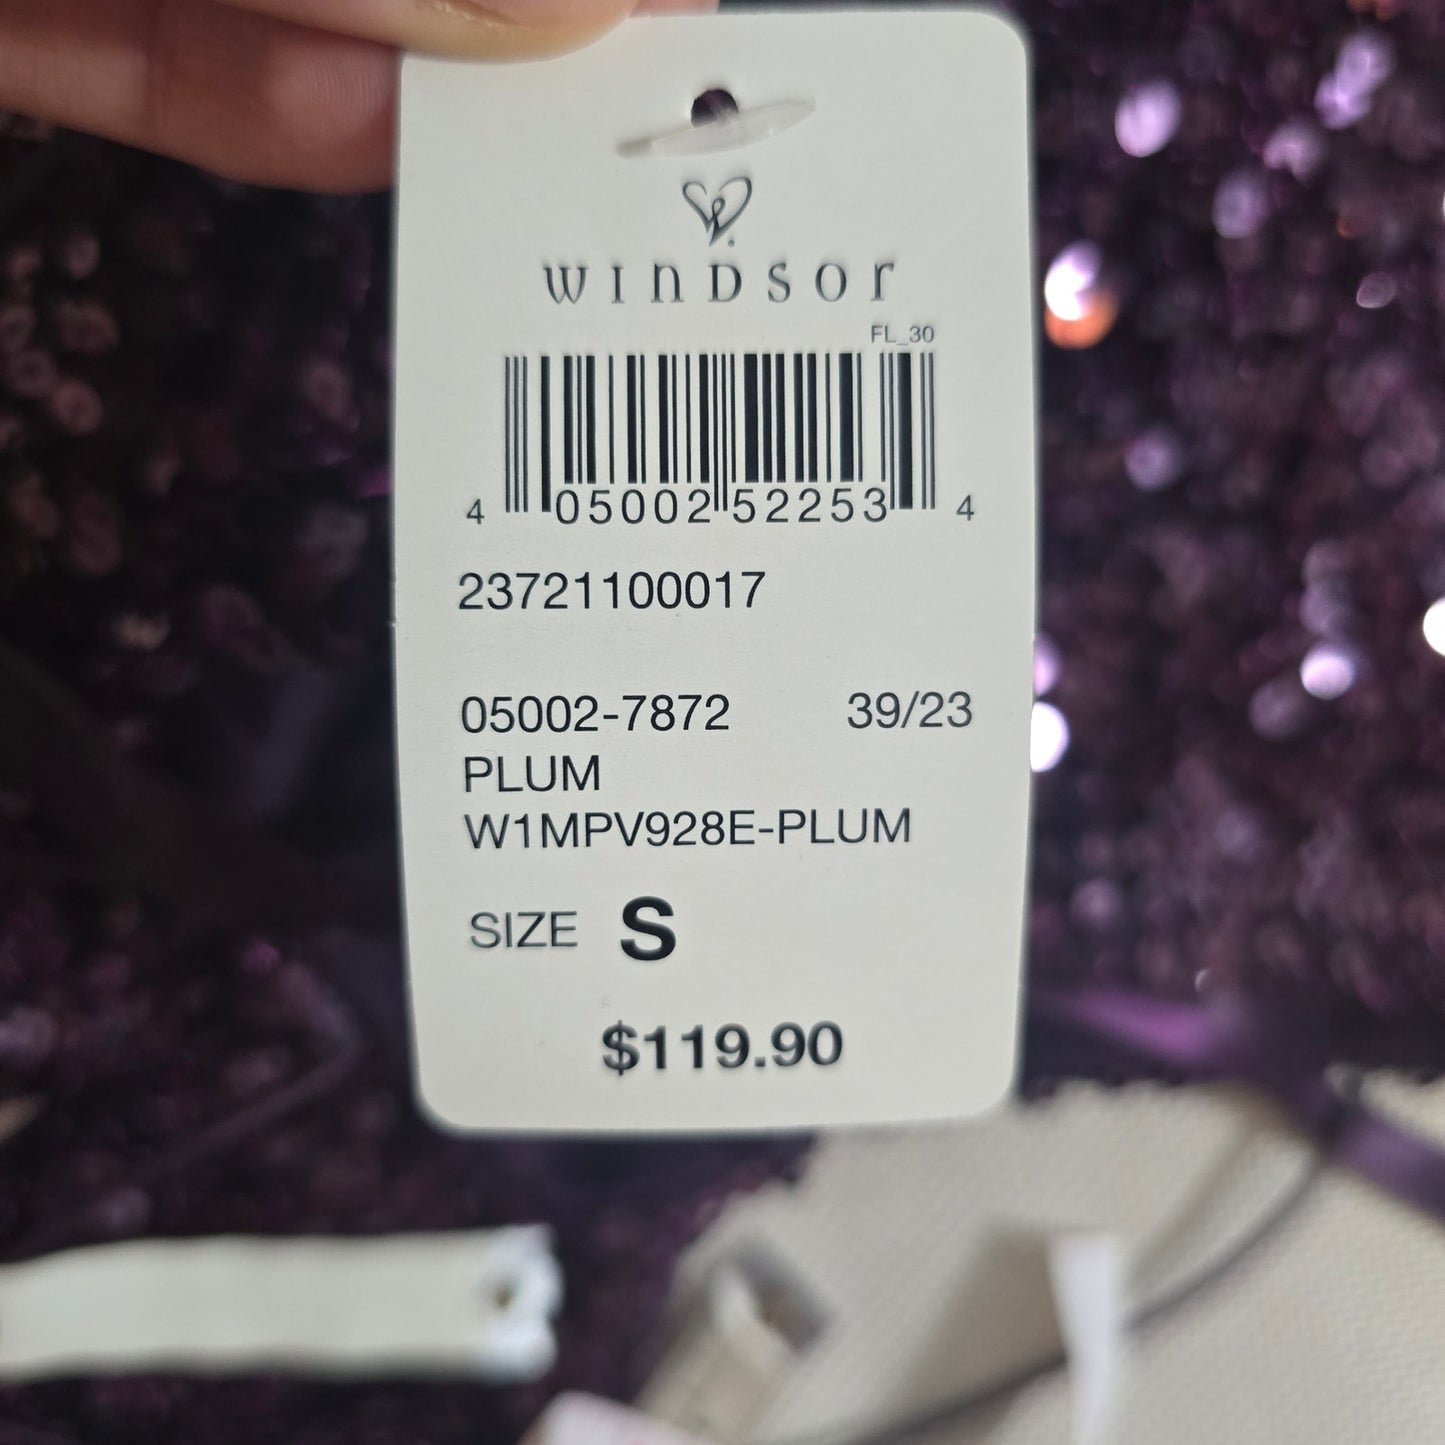 WINDSOR
FL_30
4 05002 52253 4
23721100017
05002-7872 39/23
PLUM
W1MPV928E-PLUM
SIZE S
$119.90